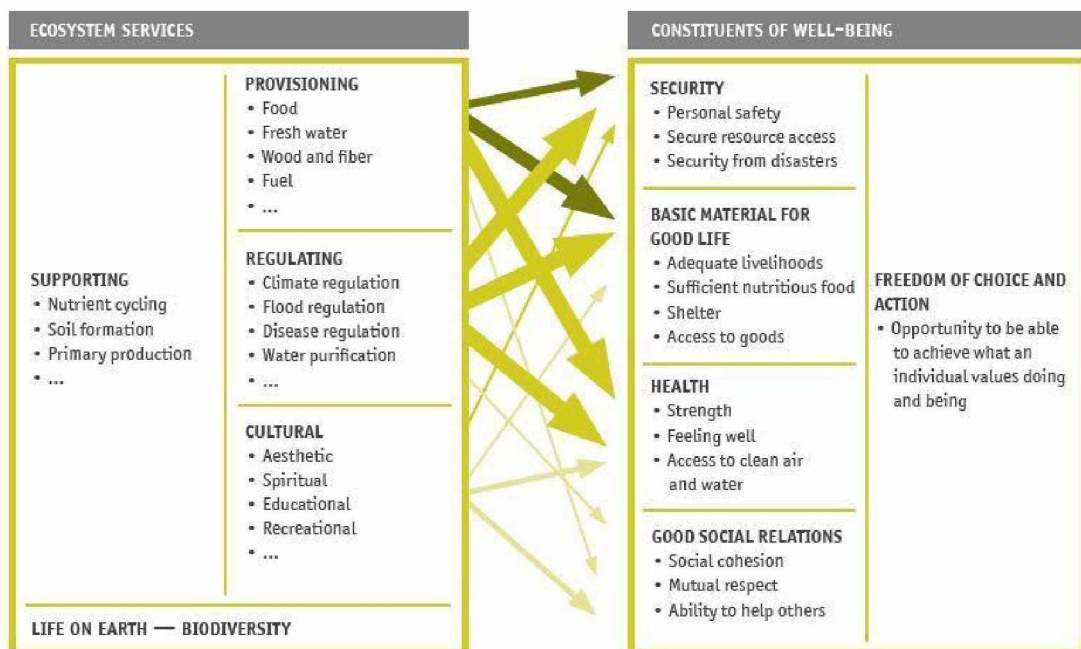 ECOSYSTEM SERVICES
SUPPORTING
• Nutrient cycling
• Soil formation
• Primary production
• ...
PROVISIONING
• Food
• Fresh water
• Wood and fiber
• Fuel
• ...
REGULATING
• Climate regulation
• Flood regulation
• Disease regulation
• Water purification
• ...
CULTURAL
• Aesthetic
• Spiritual
• Educational
• Recreational
• ...
LIFE ON EARTH — BIODIVERSITY
CONSTITUENTS OF WELL-BEING
SECURITY
• Personal safety
• Secure resource access
• Security from disasters
BASIC MATERIAL FOR
GOOD LIFE
• Adequate livelihoods
• Sufficient nutritious food
• Shelter
• Access to goods
HEALTH
• Strength
• Feeling well
• Access to clean air
and water
GOOD SOCIAL RELATIONS
• Social cohesion
• Mutual respect
• Ability to help others
FREEDOM OF CHOICE AND
ACTION
• Opportunity to be able
to achieve what an
individual values doing
and being